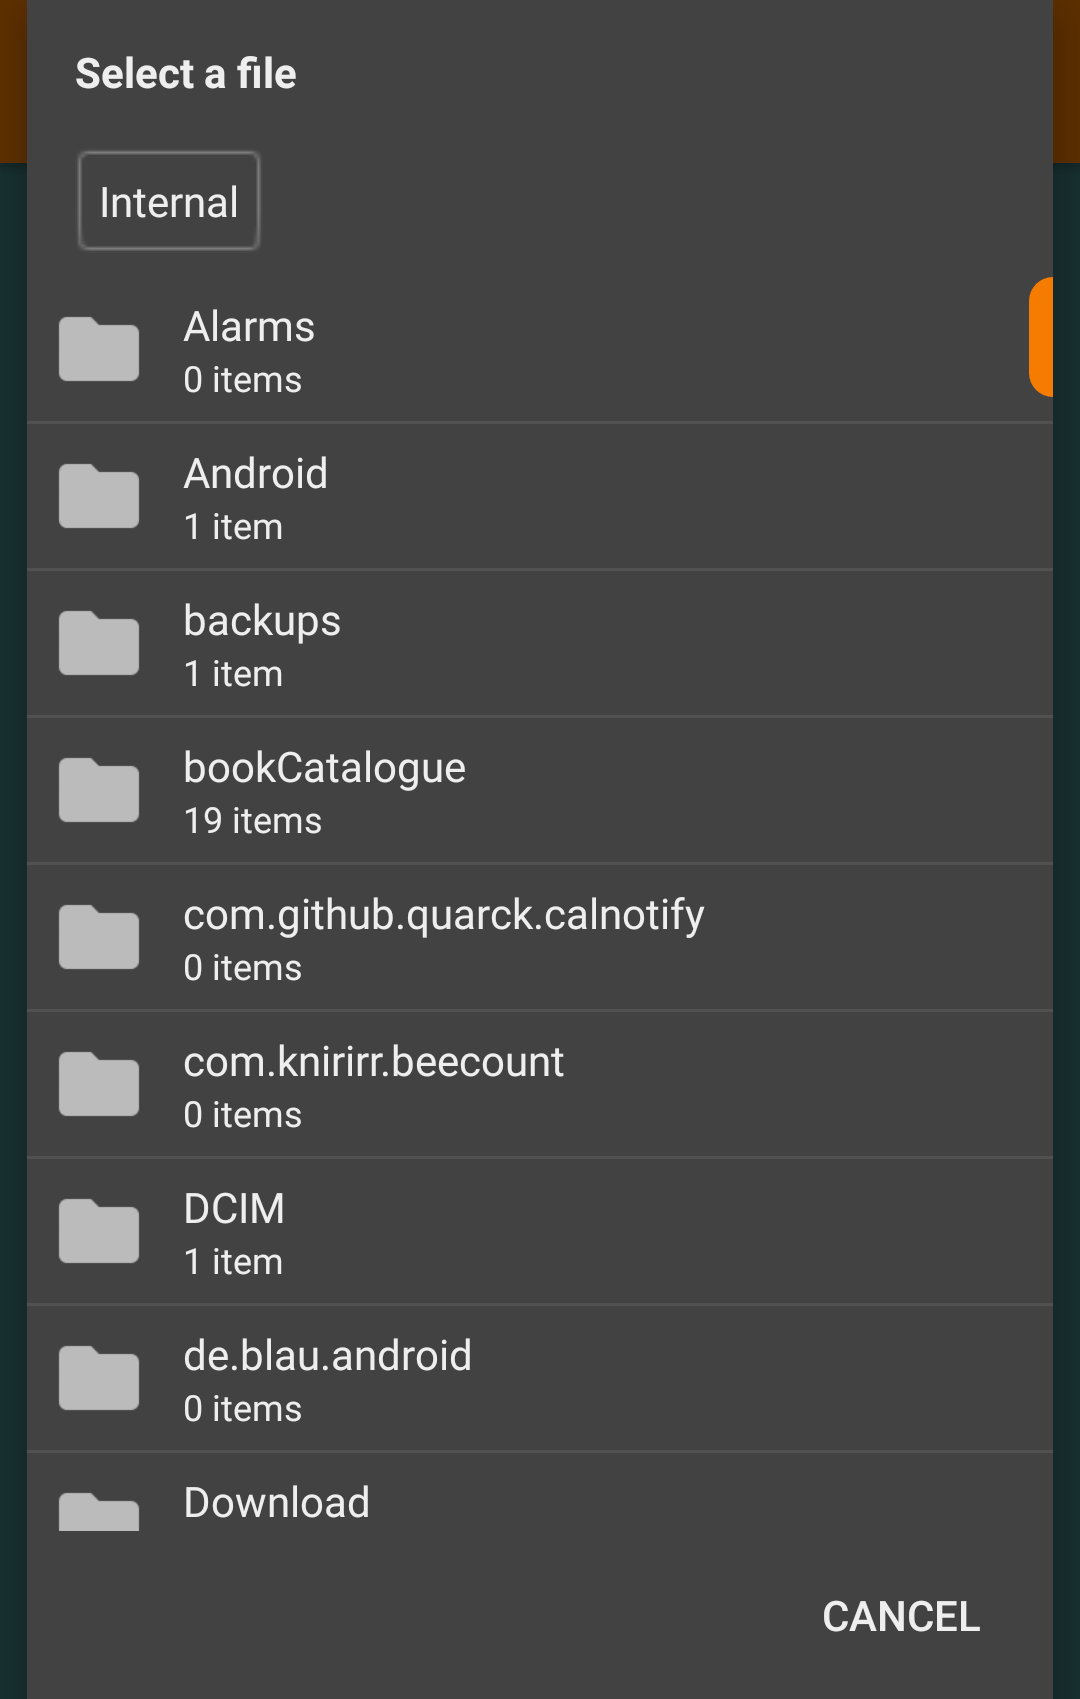 Select a file
Internal
Alarms
0 items
Android
1 item
backups
1 item
bookCatalogue
19 items
com.github.quarck.calnotify
0 items
com.knirirr.beecount
0 items
DCIM
1 item
de.blau.android
0 items
Download
CANCEL